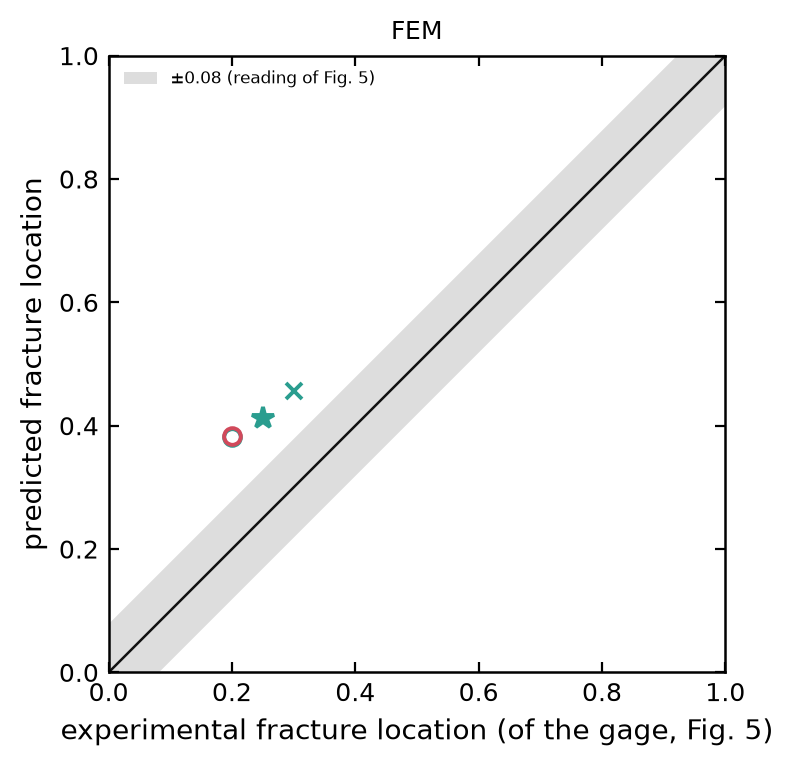 FEM
±0.08 (reading of Fig. 5)
predicted fracture location
1.0
0.8
0.6
0.4
0.2
0.0
0.0 0.2 0.4 0.6 0.8 1.0
experimental fracture location (of the gage, Fig. 5)